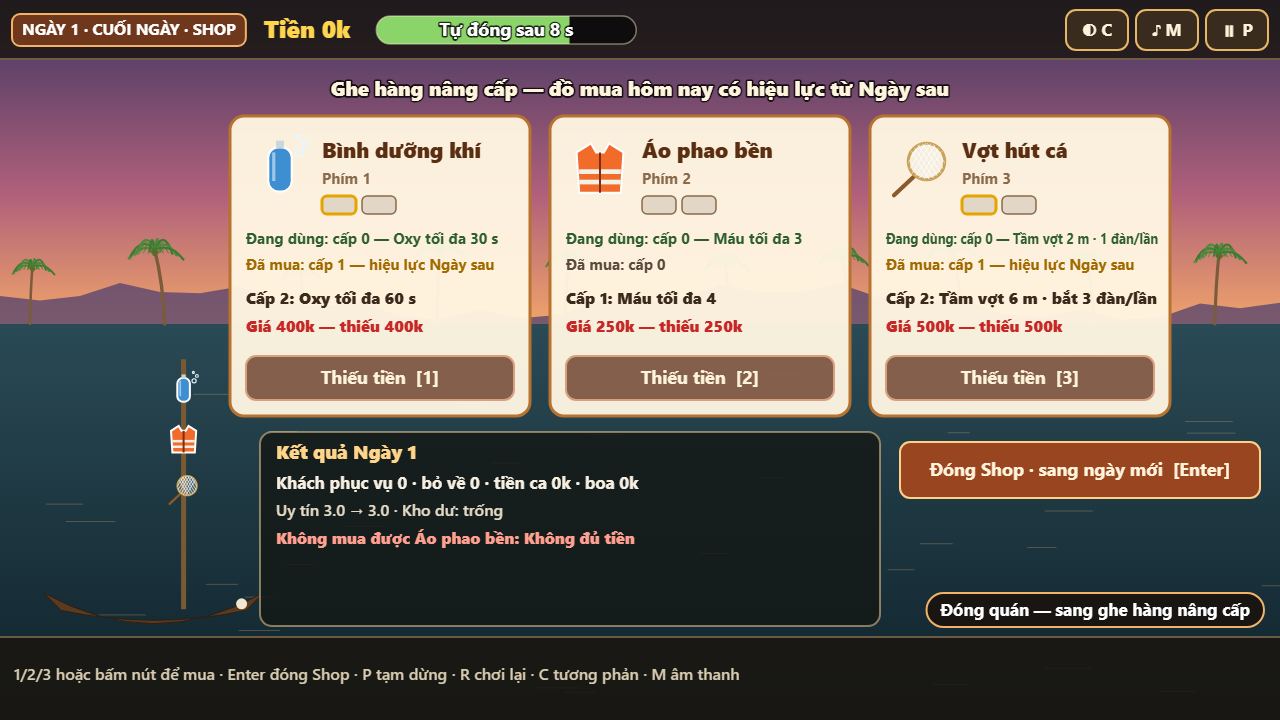 NGÀY 1 · CUỐI NGÀY · SHOP
Tiền 0k
Tự đóng sau 8 s
C
M
P
Ghe hàng nâng cấp — đồ mua hôm nay có hiệu lực từ Ngày sau
Bình dưỡng khí
Phím 1
Đang dùng: cấp 0 — Oxy tối đa 30 s
Đã mua: cấp 1 — hiệu lực Ngày sau
Cấp 2: Oxy tối đa 60 s
Giá 400k — thiếu 400k
Thiếu tiền [1]
Áo phao bền
Phím 2
Đang dùng: cấp 0 — Máu tối đa 3
Đã mua: cấp 0
Cấp 1: Máu tối đa 4
Giá 250k — thiếu 250k
Thiếu tiền [2]
Vợt hút cá
Phím 3
Đang dùng: cấp 0 — Tầm vợt 2 m · 1 đàn/lần
Đã mua: cấp 1 — hiệu lực Ngày sau
Cấp 2: Tầm vợt 6 m · bắt 3 đàn/lần
Giá 500k — thiếu 500k
Thiếu tiền [3]
Kết quả Ngày 1
Khách phục vụ 0 · bỏ về 0 · tiền ca 0k · boa 0k
Uy tín 3.0 → 3.0 · Kho dư: trống
Không mua được Áo phao bền: Không đủ tiền
Đóng Shop · sang ngày mới [Enter]
Đóng quán — sang ghe hàng nâng cấp
1/2/3 hoặc bấm nút để mua · Enter đóng Shop · P tạm dừng · R chơi lại · C tương phản · M âm thanh